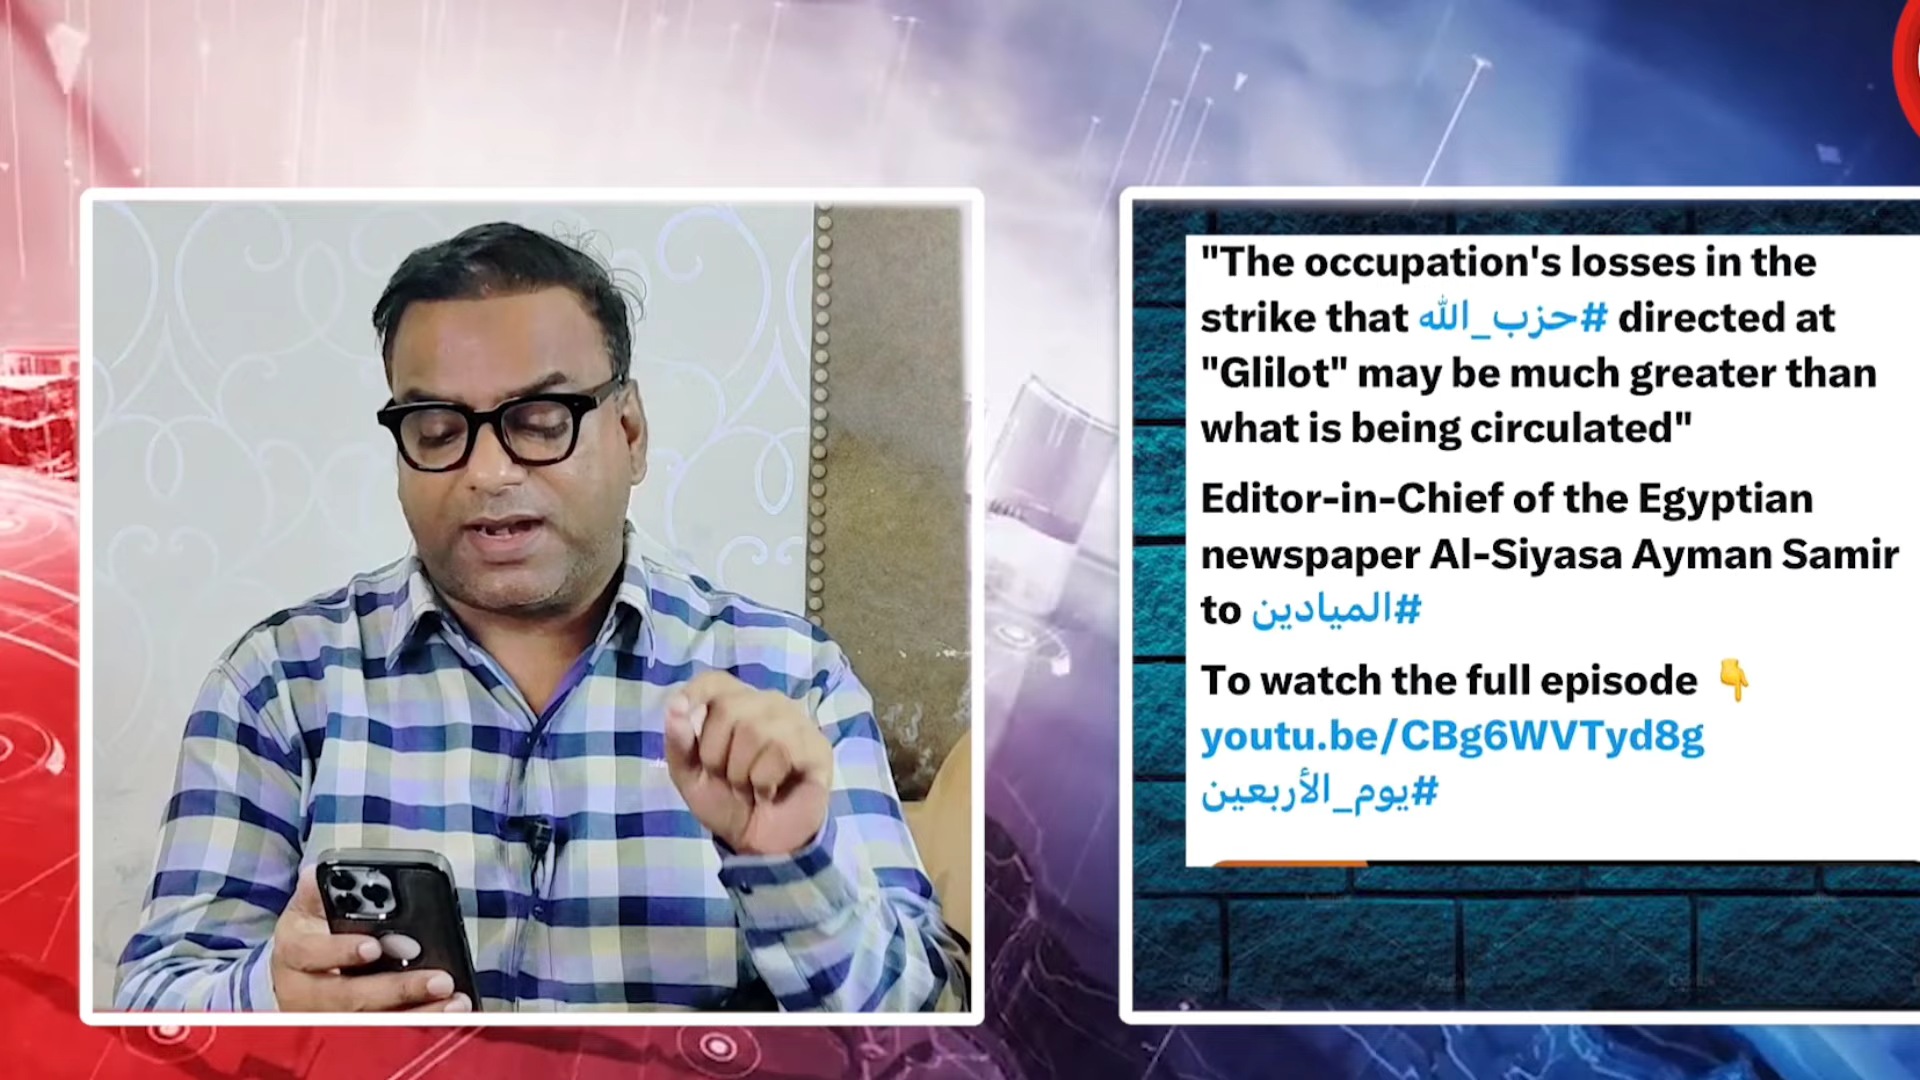 "The occupation's losses in the
strike that #حزب_الله directed at
"Glilot" may be much greater than
what is being circulated"
Editor-in-Chief of the Egyptian
newspaper Al-Siyasa Ayman Samir
to #الميادين
To watch the full episode 👇
youtu.be/CBg6WVTyd8g
#يوم_الأربعين